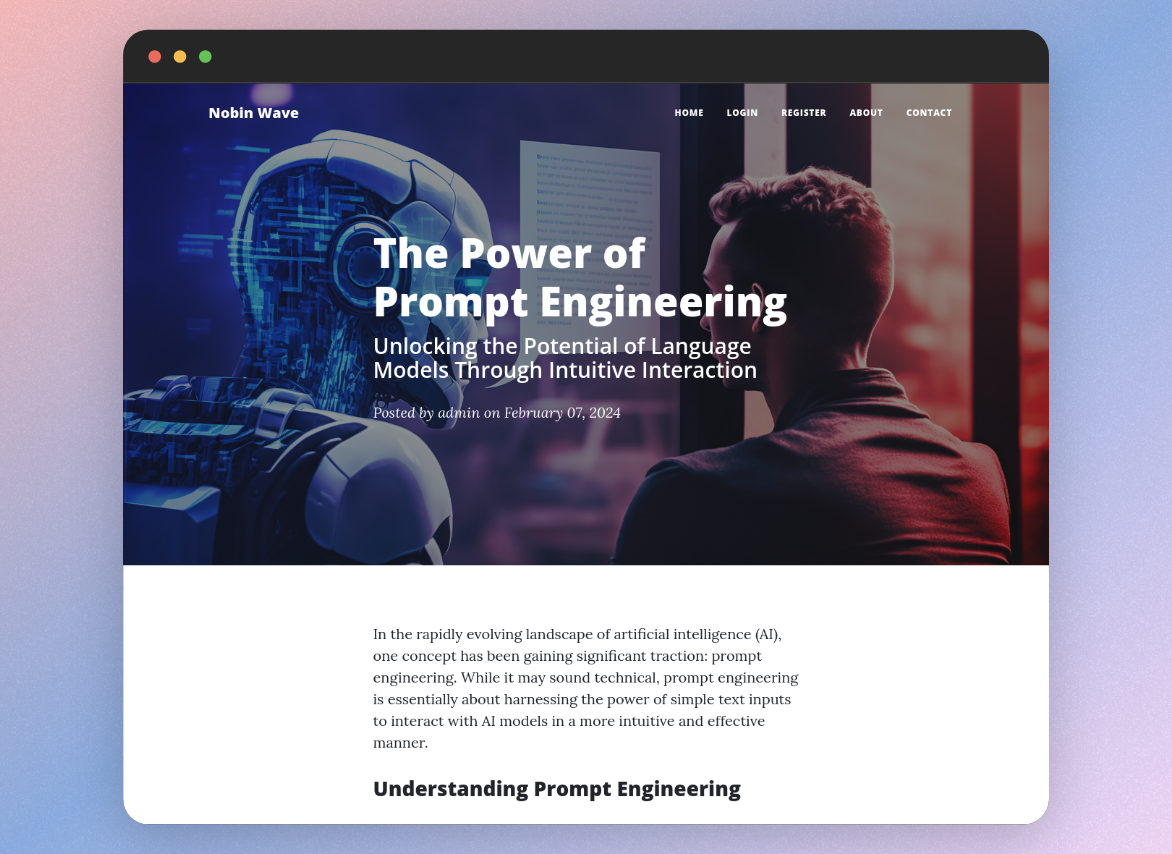 Nobin Wave
HOME LOGIN REGISTER ABOUT CONTACT
The Power of
Prompt Engineering
Unlocking the Potential of Language
Models Through Intuitive Interaction
Posted by admin on February 07, 2024
In the rapidly evolving landscape of artificial intelligence (AI),
one concept has been gaining significant traction: prompt
engineering. While it may sound technical, prompt engineering
is essentially about harnessing the power of simple text inputs
to interact with AI models in a more intuitive and effective
manner.
Understanding Prompt Engineering